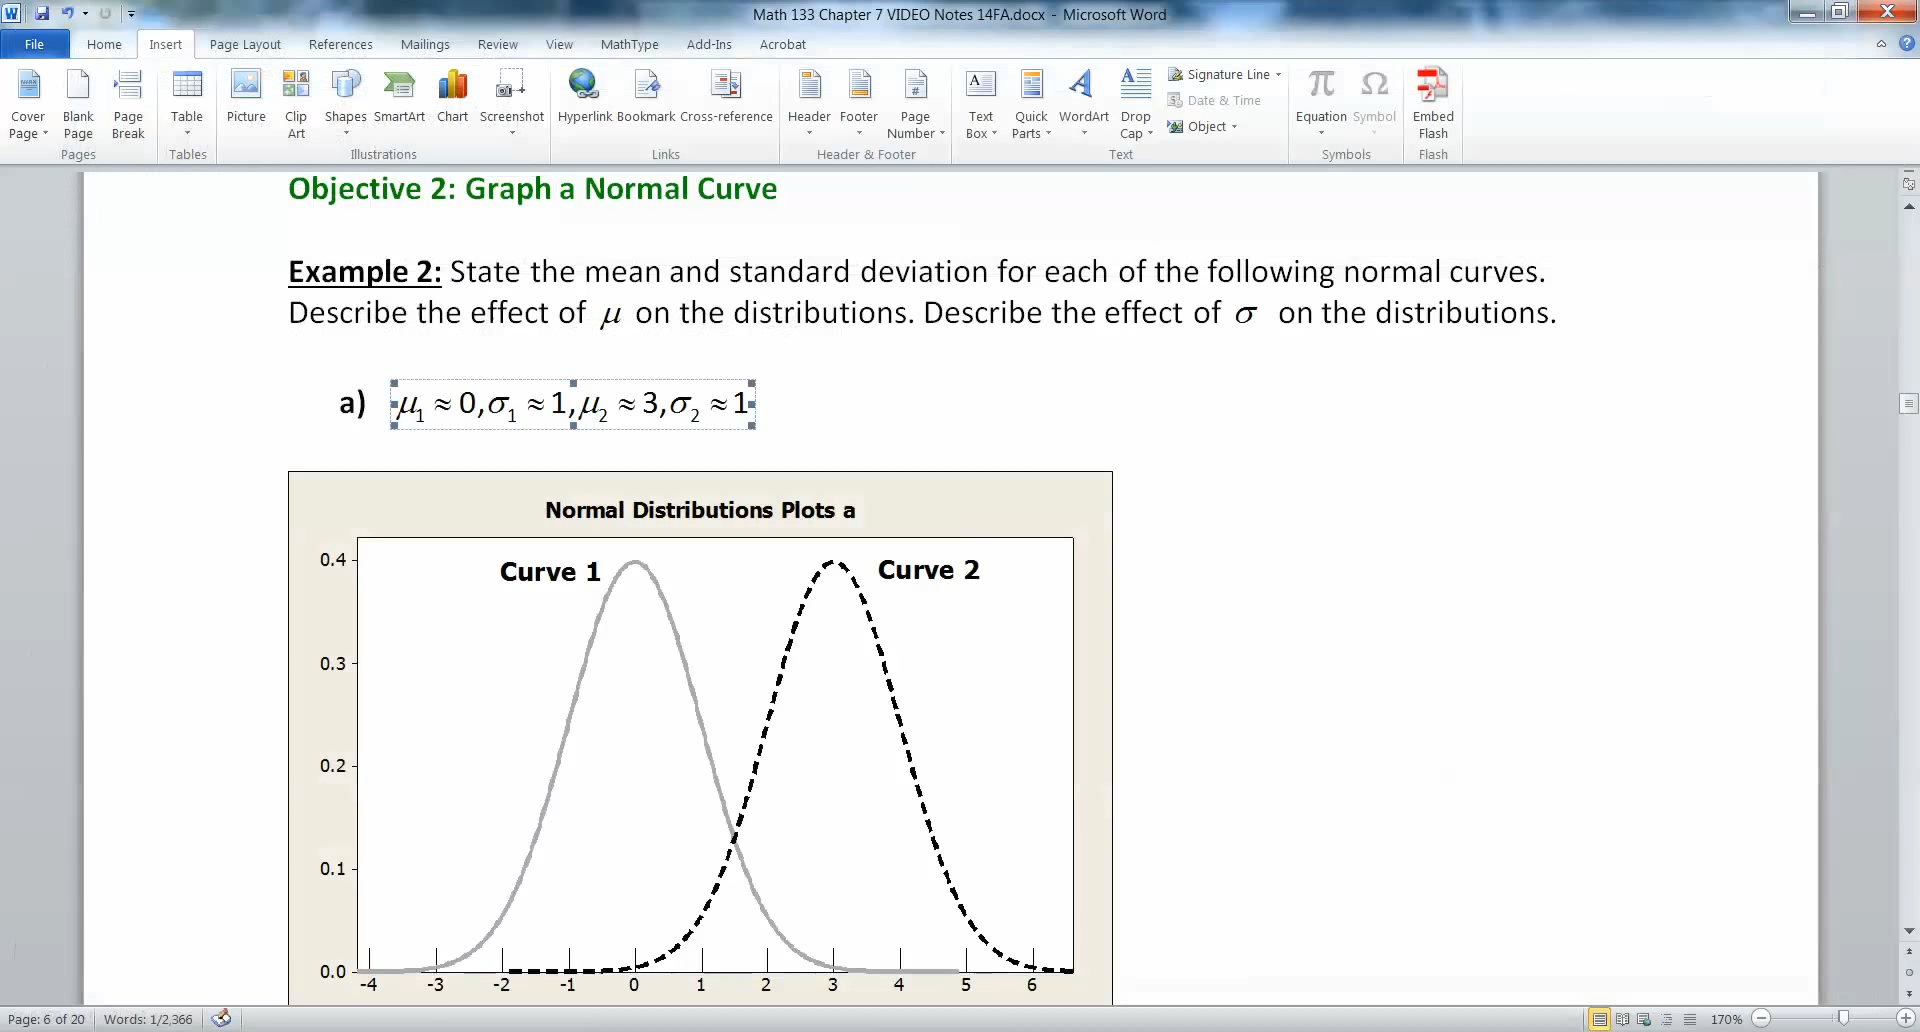 Math 133 Chapter 7 VIDEO Notes 14FA.docx - Microsoft Word
File Home Insert Page Layout References Mailings Review View MathType Add-Ins Acrobat
Cover Page
Blank Page
Page Break
Table
Picture
Clip Art
Shapes
SmartArt
Chart
Screenshot
Hyperlink
Bookmark
Cross-reference
Header
Footer
Page Number
Text Box
Quick Parts
WordArt
Drop Cap
Signature Line
Date & Time
Object
Equation
Symbol
Embed Flash
Pages Tables Illustrations Links Header & Footer Text Symbols Flash
Objective 2: Graph a Normal Curve
Example 2: State the mean and standard deviation for each of the following normal curves.
Describe the effect of μ on the distributions. Describe the effect of σ on the distributions.
a) μ₁ ≈ 0,σ₁ ≈ 1,μ₂ ≈ 3,σ₂ ≈ 1
Normal Distributions Plots a
Curve 1 Curve 2
0.4
0.3
0.2
0.1
0.0
-4 -3 -2 -1 0 1 2 3 4 5 6
Page: 6 of 20 Words: 1/2,366 170%